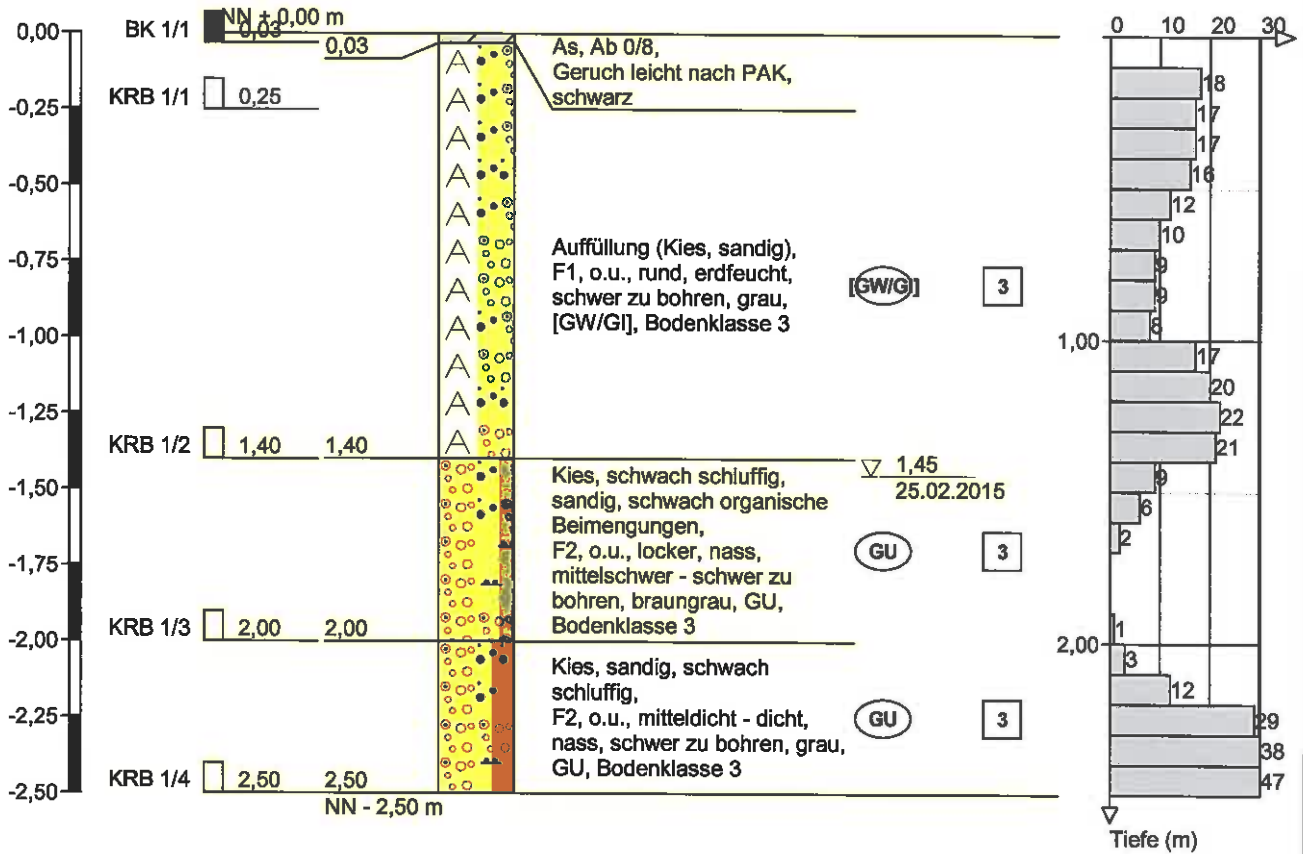 NN + 0,00 m
0,00
BK 1/1
0,03
0,03
As, Ab 0/8,
Geruch leicht nach PAK,
schwarz
KRB 1/1
0,25
-0,25
-0,50
-0,75
-1,00
-1,25
-1,50
-1,75
-2,00
-2,25
-2,50
A
A
A
A
A
A
A
A
A
A
A
Auffüllung (Kies, sandig),
F1, o.u., rund, erdfeucht,
schwer zu bohren, grau,
[GW/GI], Bodenklasse 3
[GW/GI]
3
KRB 1/2
1,40
1,40
1,45
25.02.2015
Kies, schwach schluffig,
sandig, schwach organische
Beimengungen,
F2, o.u., locker, nass,
mittelschwer - schwer zu
bohren, braungrau, GU,
Bodenklasse 3
GU
3
KRB 1/3
2,00
2,00
Kies, sandig, schwach
schluffig,
F2, o.u., mitteldicht - dicht,
nass, schwer zu bohren, grau,
GU, Bodenklasse 3
GU
3
KRB 1/4
2,50
2,50
NN - 2,50 m
0 10 20 30
18
17
17
16
12
10
9
9
8
1,00
17
20
22
21
9
6
2
1
2,00
3
12
29
38
47
Tiefe (m)